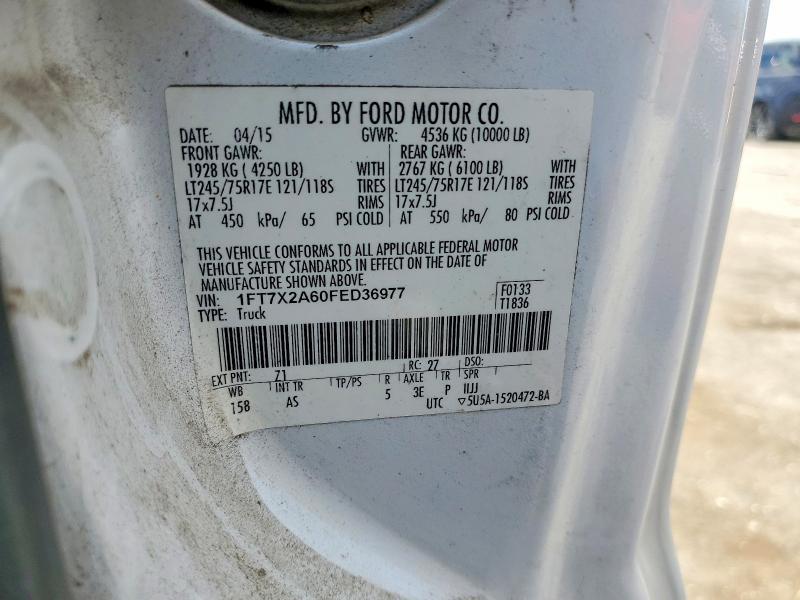 MFD. BY FORD MOTOR CO.
DATE: 04/15 GVWR: 4536 KG (10000 LB)
FRONT GAWR: REAR GAWR:
1928 KG ( 4250 LB) WITH 2767 KG ( 6100 LB) WITH
LT245/75R17E 121/118S TIRES LT245/75R17E 121/118S TIRES
17x7.5J RIMS 17x7.5J RIMS
AT 450 kPa/ 65 PSI COLD AT 550 kPa/ 80 PSI COLD
THIS VEHICLE CONFORMS TO ALL APPLICABLE FEDERAL MOTOR
VEHICLE SAFETY STANDARDS IN EFFECT ON THE DATE OF
MANUFACTURE SHOWN ABOVE.
VIN: 1FT7X2A60FED36977 F0133
TYPE: Truck T1836
EXT PNT: Z1 RC: 27 DSO:
WB INT TR TP/PS R AXLE TR SPR
158 AS 5 3E P IIJJ
UTC ▽5U5A-1520472-BA